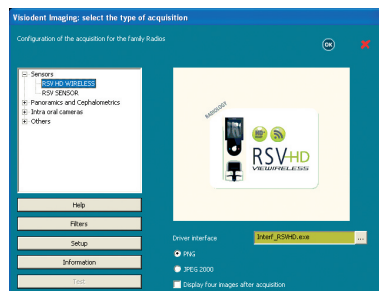 Visiodent Imaging: select the type of acquisition
Configuration of the acquisition for the family Radios
OK
Sensors
RSV HD WIRELESS
RSV SENSOR
Panoramics and Cephalometrics
Intra oral cameras
Others
RADIOLOGY
HD
RSV-HD
VIEWIRELESS
Help
Filters
Setup
Information
Test
Driver interface
Interf_RSVHD.exe
...
PNG
JPEG 2000
Display four images after acquisition